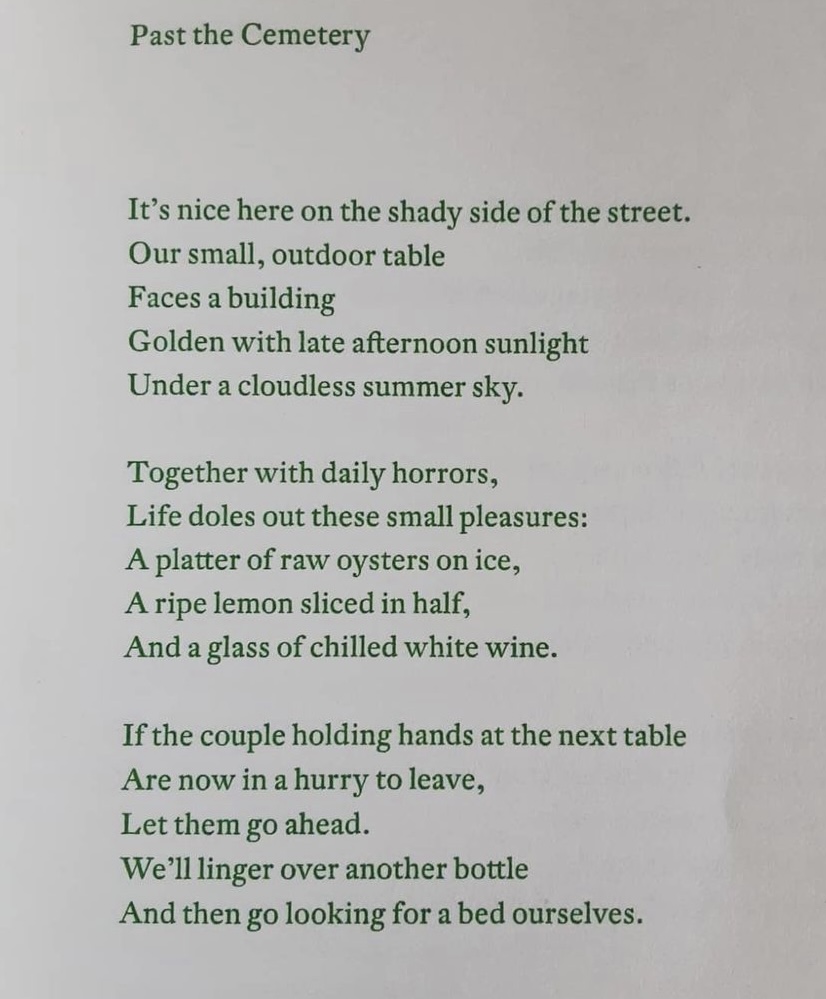 Past the Cemetery
It’s nice here on the shady side of the street.
Our small, outdoor table
Faces a building
Golden with late afternoon sunlight
Under a cloudless summer sky.
Together with daily horrors,
Life doles out these small pleasures:
A platter of raw oysters on ice,
A ripe lemon sliced in half,
And a glass of chilled white wine.
If the couple holding hands at the next table
Are now in a hurry to leave,
Let them go ahead.
We’ll linger over another bottle
And then go looking for a bed ourselves.